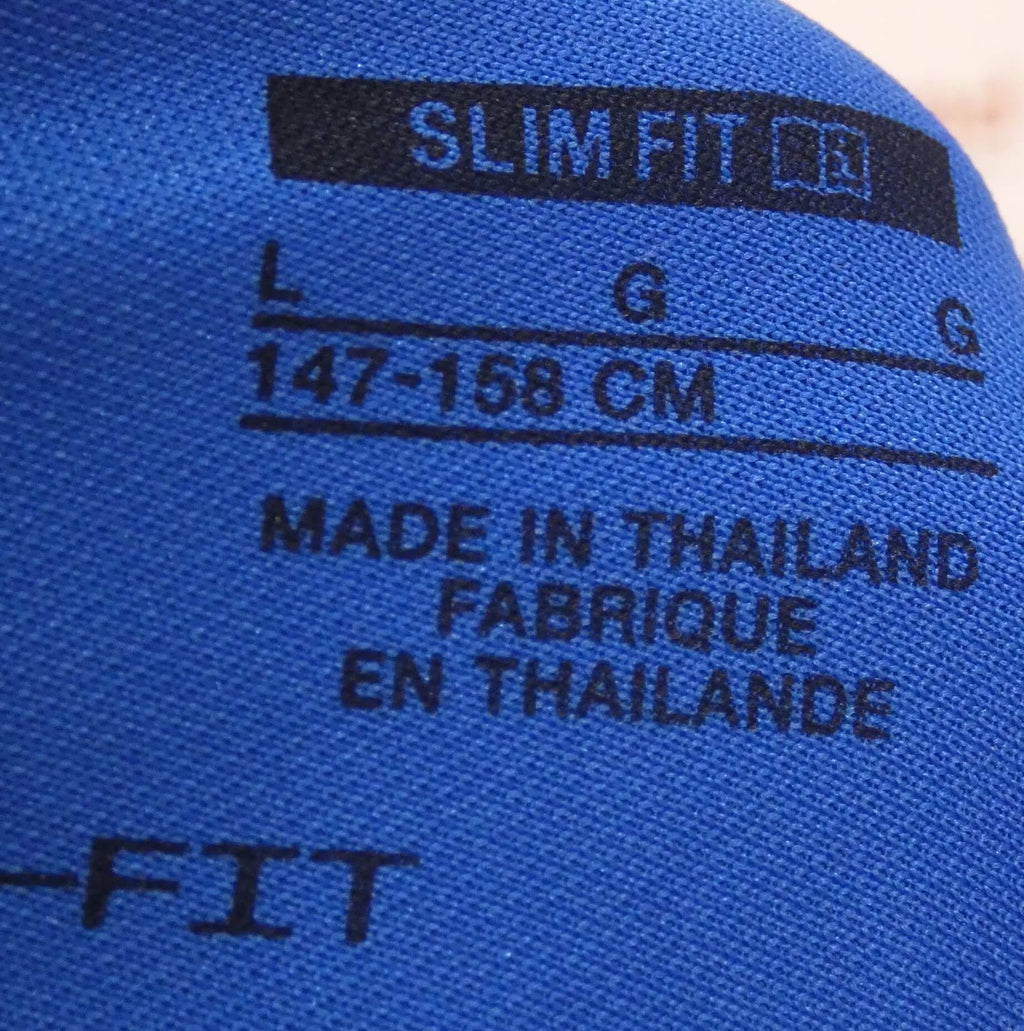 SLIM FIT
L G G
147-158 CM
MADE IN THAILAND
FABRIQUE
EN THAILANDE
-FIT